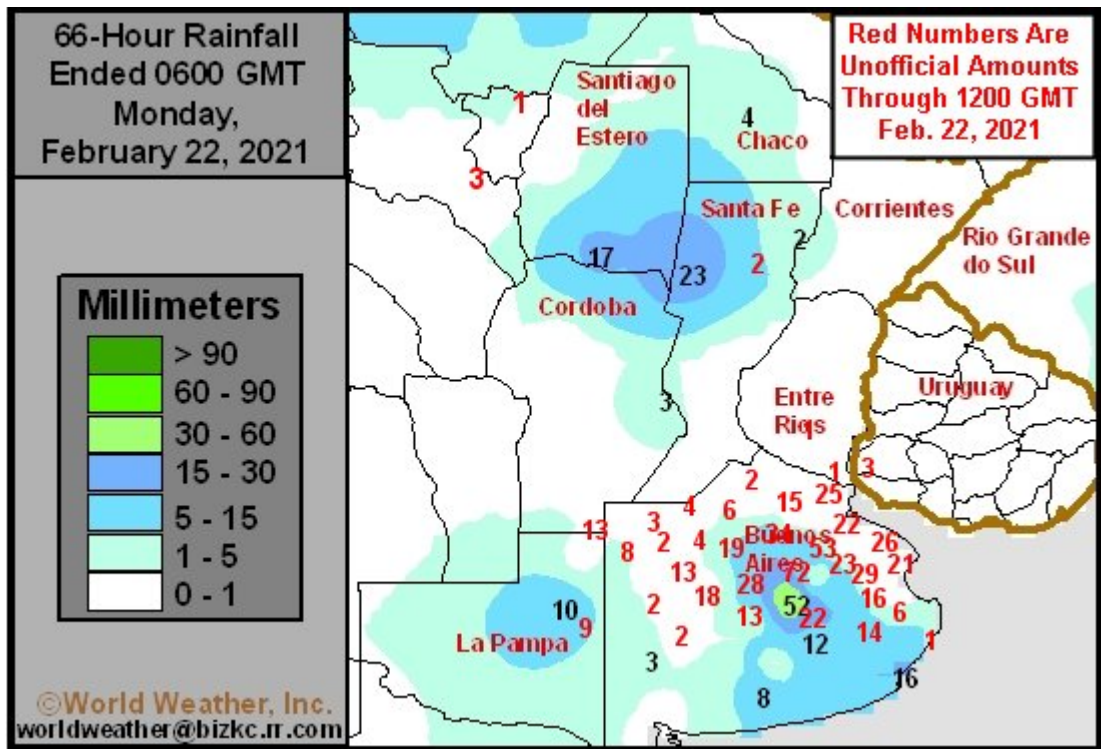 66-Hour Rainfall
Ended 0600 GMT
Monday,
February 22, 2021
Red Numbers Are
Unofficial Amounts
Through 1200 GMT
Feb. 22, 2021
Millimeters
> 90
60 - 90
30 - 60
15 - 30
5 - 15
1 - 5
0 - 1
©World Weather, Inc.
worldweather@bizkc.rr.com
Santiago
del
Estero
1
3
4
Chaco
Santa Fe
Corrientes
2
2
Rio Grande
do Sul
17
23
Cordoba
3
Entre
Rios
Uruguay
1
3
2
25
15
4
6
22
3
13
2
4
19
34
Buenos
Aires
53
26
8
23
21
13
72
29
28
18
16
2
52
6
10
9
13
22
14
1
La Pampa
2
12
3
16
8